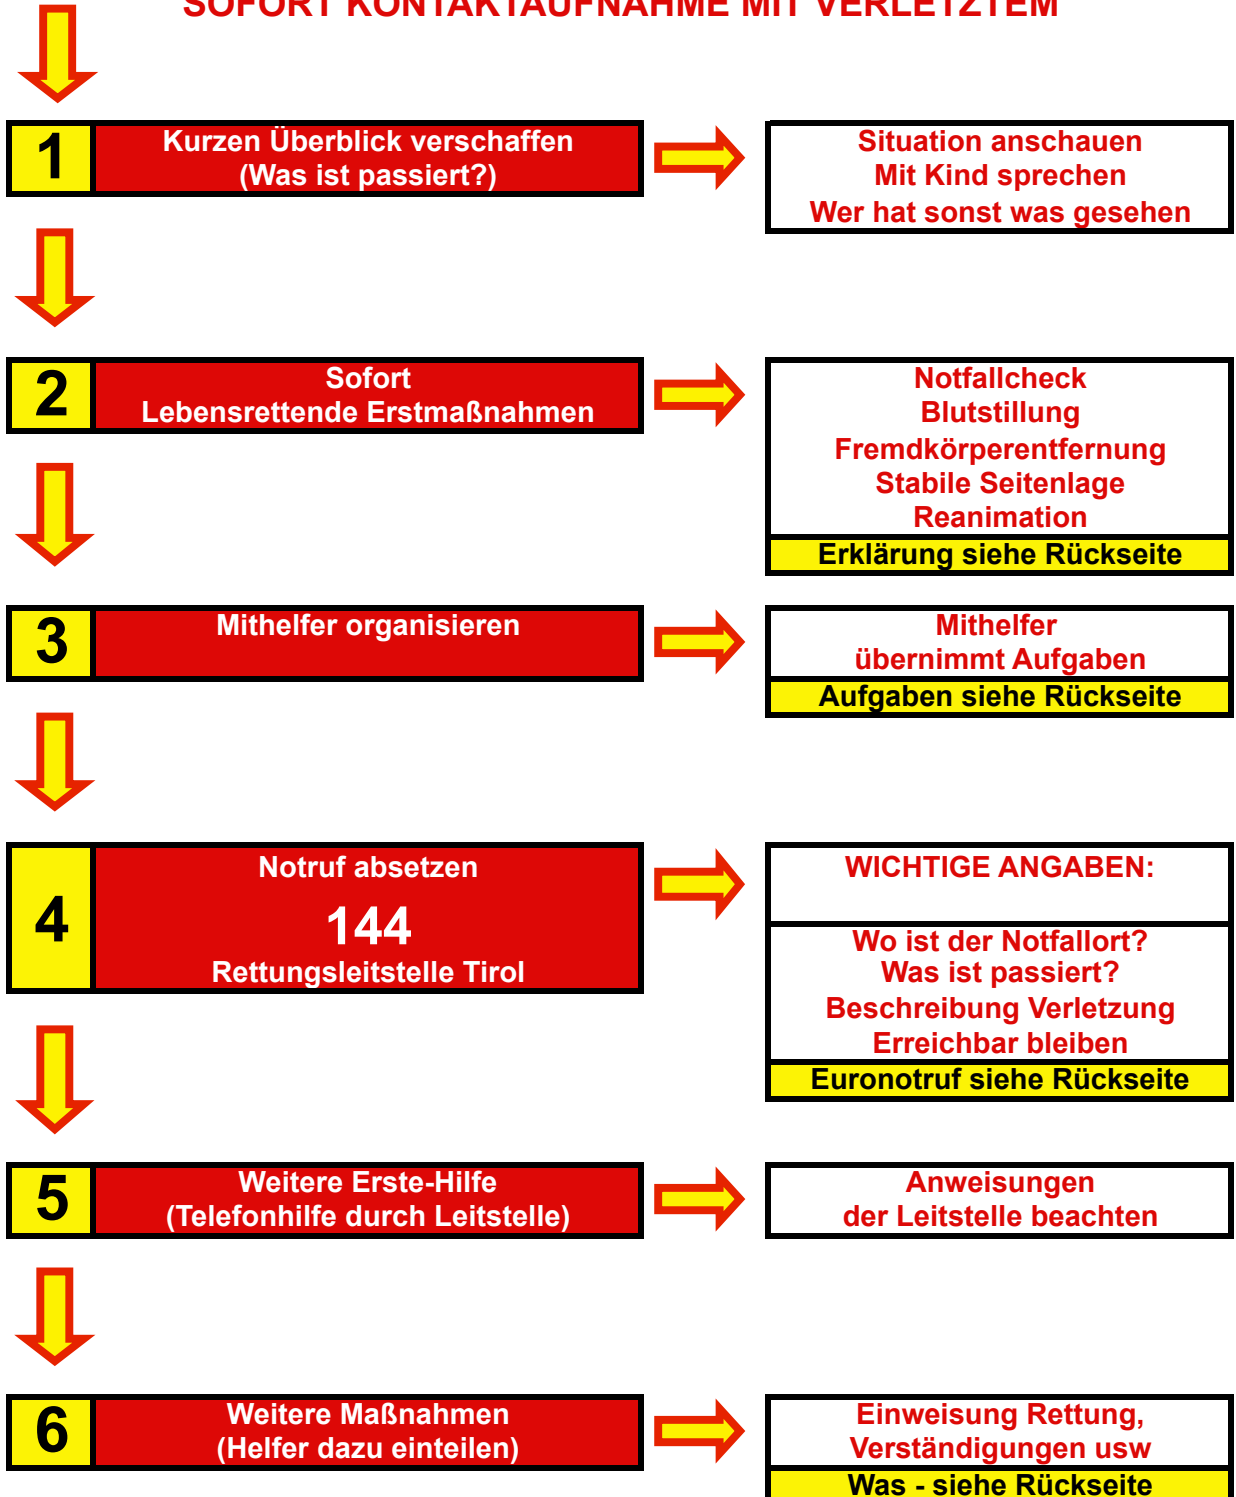 SOFORT KONTAKTAUFNAHME MIT VERLETZTEM
1
Kurzen Überblick verschaffen
(Was ist passiert?)
Situation anschauen
Mit Kind sprechen
Wer hat sonst was gesehen
2
Sofort
Lebensrettende Erstmaßnahmen
Notfallcheck
Blutstillung
Fremdkörperentfernung
Stabile Seitenlage
Reanimation
Erklärung siehe Rückseite
3
Mithelfer organisieren
Mithelfer
übernimmt Aufgaben
Aufgaben siehe Rückseite
4
Notruf absetzen
144
Rettungsleitstelle Tirol
WICHTIGE ANGABEN:
Wo ist der Notfallort?
Was ist passiert?
Beschreibung Verletzung
Erreichbar bleiben
Euronotruf siehe Rückseite
5
Weitere Erste-Hilfe
(Telefonhilfe durch Leitstelle)
Anweisungen
der Leitstelle beachten
6
Weitere Maßnahmen
(Helfer dazu einteilen)
Einweisung Rettung,
Verständigungen usw
Was - siehe Rückseite